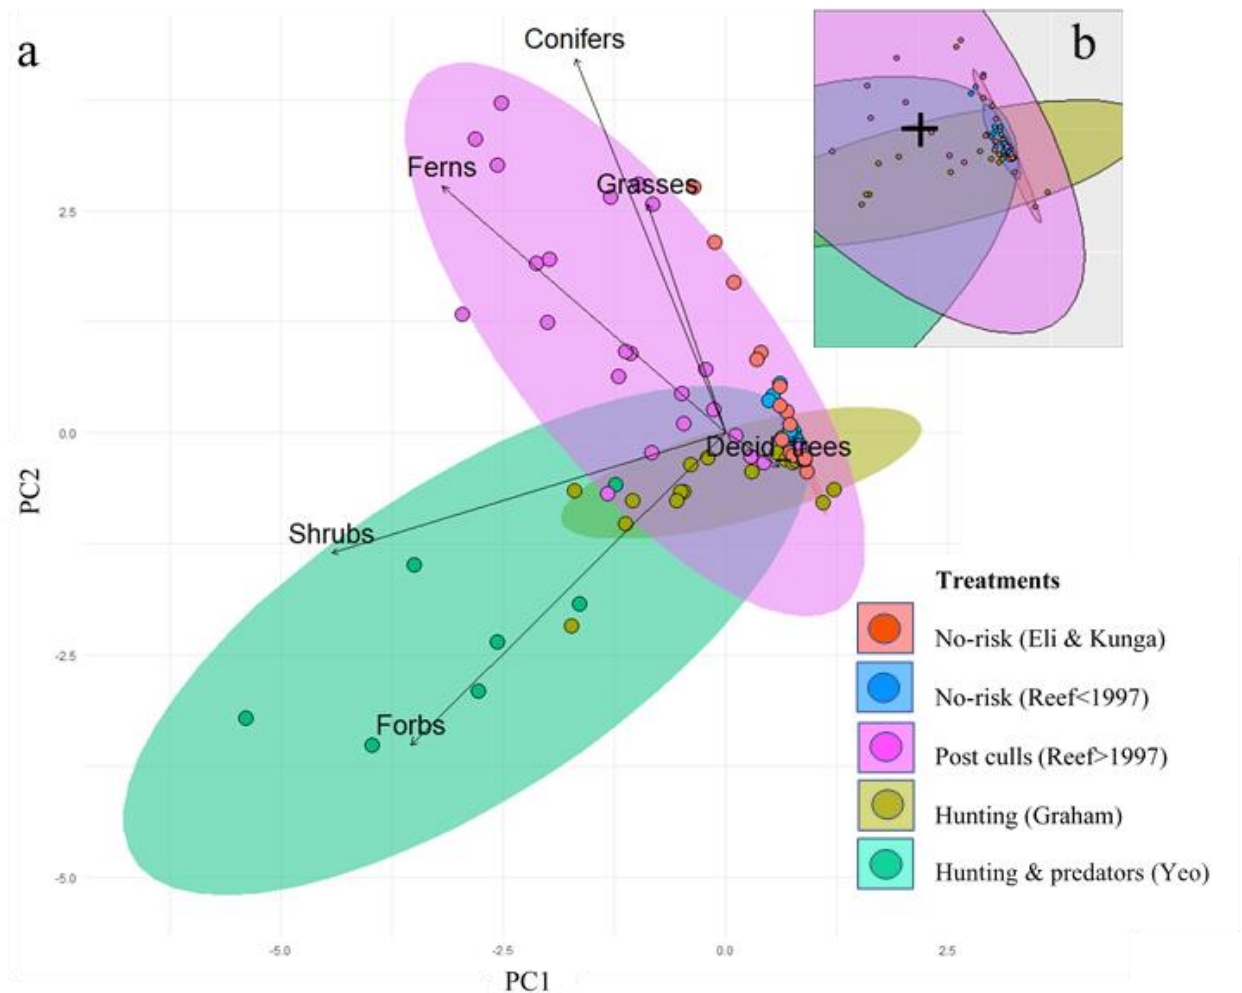 a
Conifers
b
Ferns
Grasses
2.5
0.0
Decid_trees
PC2
Shrubs
Treatments
No-risk (Eli & Kunga)
-2.5
No-risk (Reef<1997)
Forbs
Post culls (Reef>1997)
Hunting (Graham)
-5.0
Hunting & predators (Yeo)
-5.0
-2.5
0.0
2.5
PC1